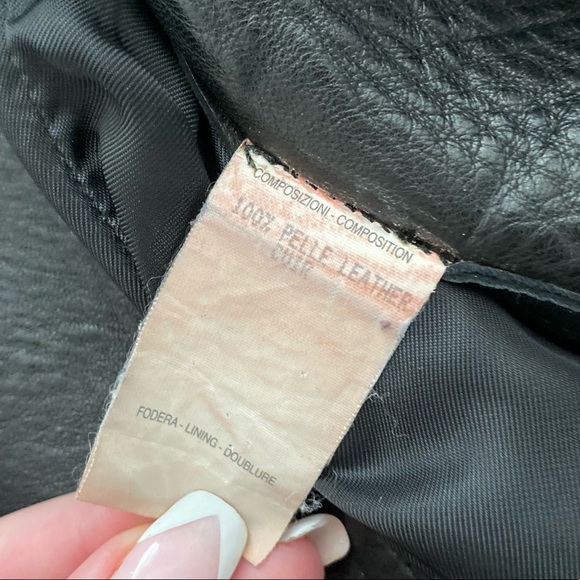 COMPOSIZIONI - COMPOSITION
100% PELLE LEATHER
CUIR
FODERA - LINING - DOUBLURE